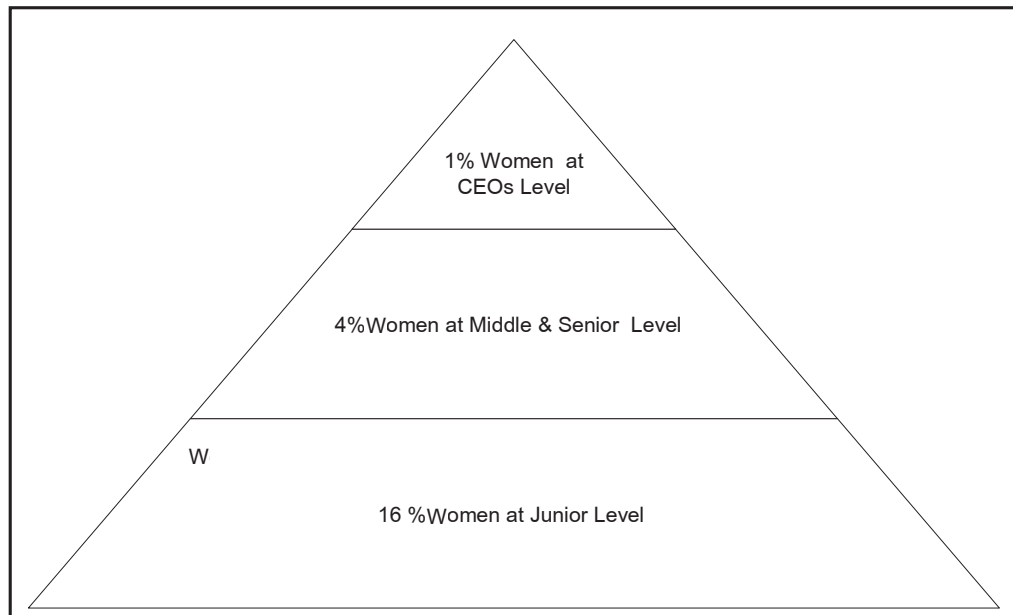 1% Women at
CEOs Level
4%Women at Middle & Senior Level
W
16 %Women at Junior Level